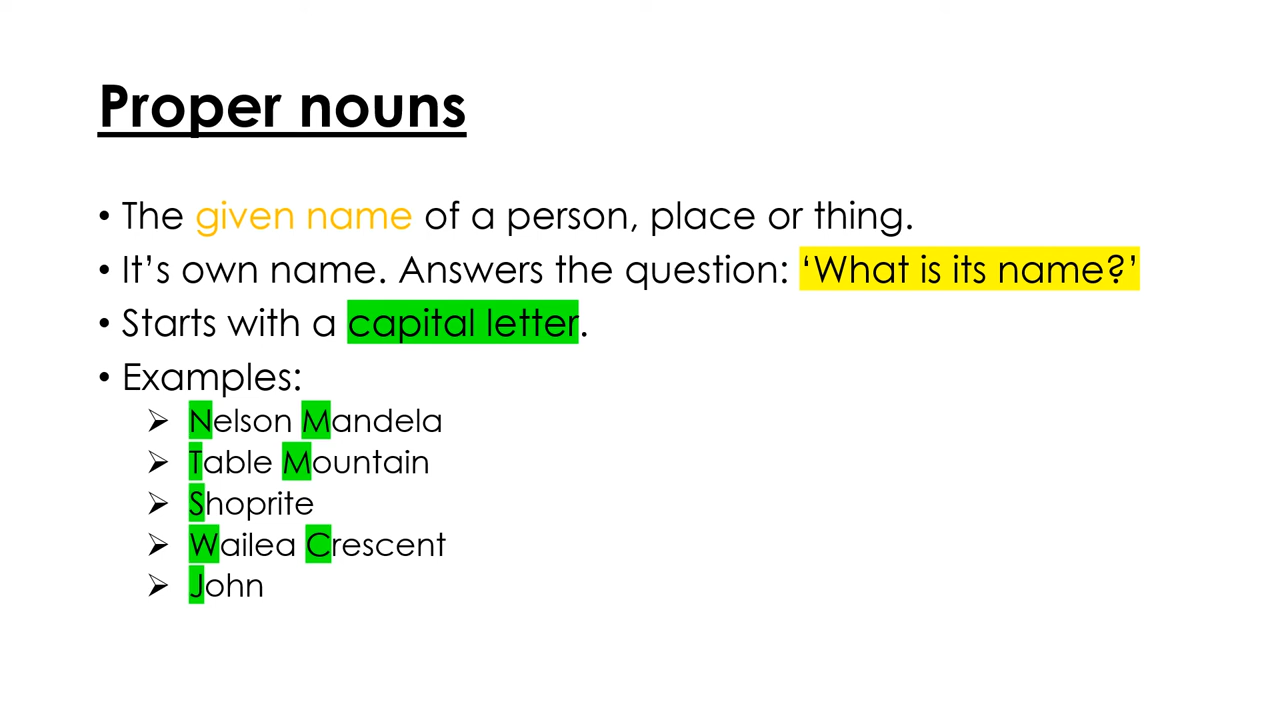 Proper nouns
• The given name of a person, place or thing.
• It’s own name. Answers the question: ‘What is its name?’
• Starts with a capital letter.
• Examples:
➢ Nelson Mandela
➢ Table Mountain
➢ Shoprite
➢ Wailea Crescent
➢ John